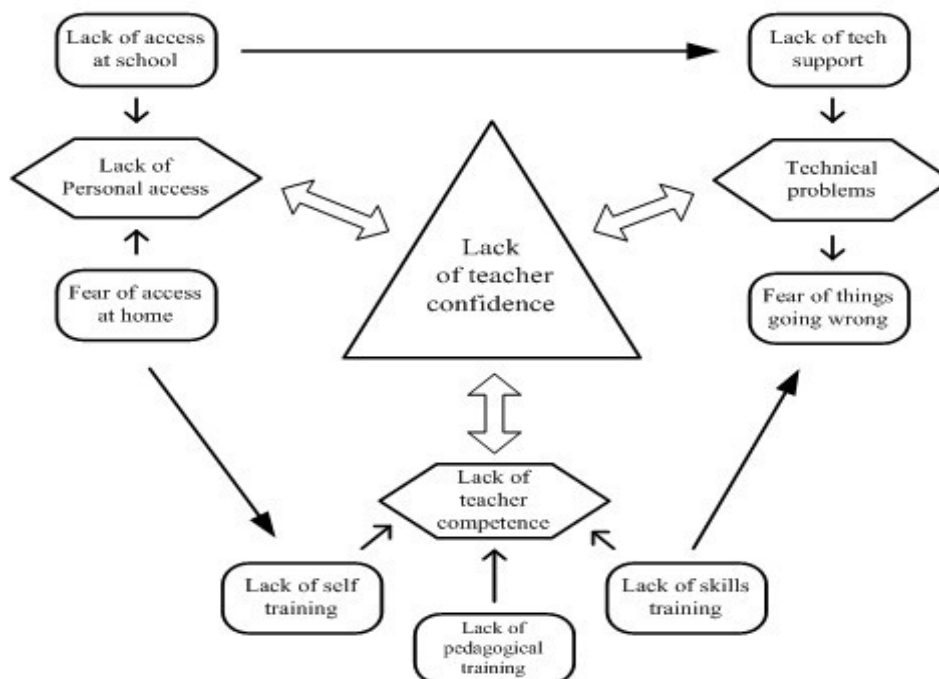 Lack of access
at school
Lack of tech
support
Lack of
Personal access
Technical
problems
Lack
of teacher
confidence
Fear of access
at home
Fear of things
going wrong
Lack of
teacher
competence
Lack of self
training
Lack of skills
training
Lack of
pedagogical
training